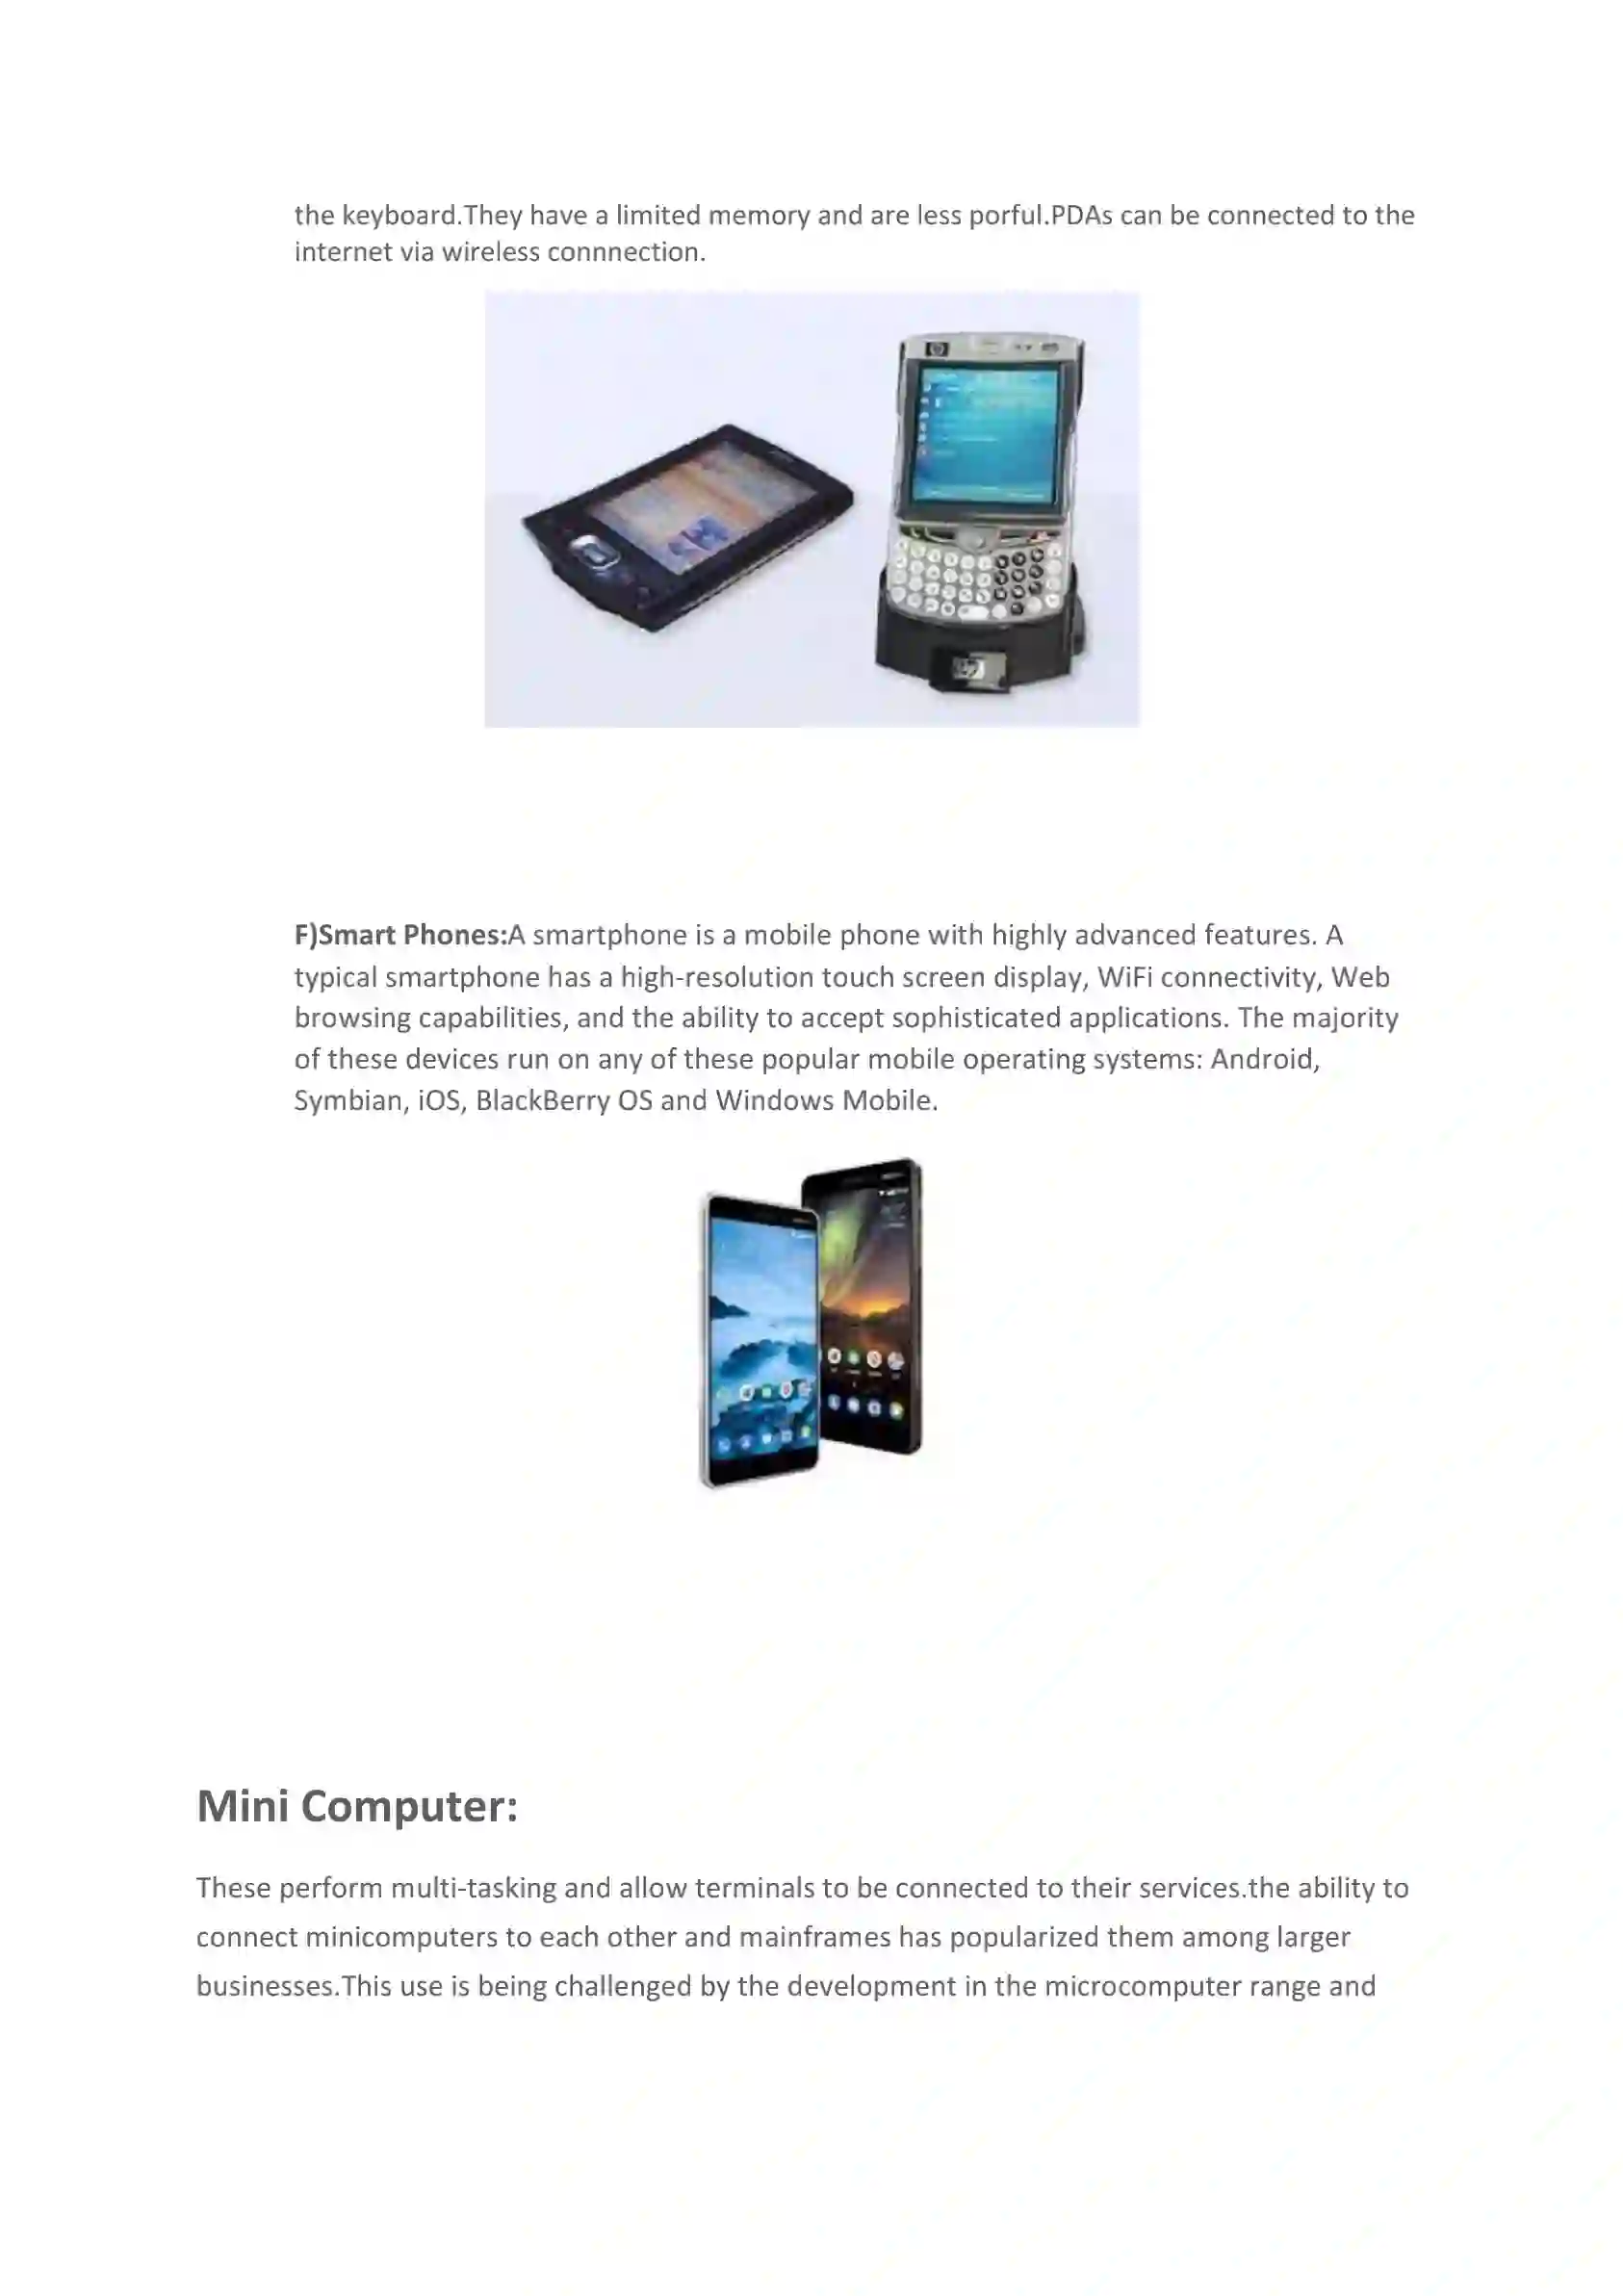 the keyboard.They have a limited memory and are less porful.PDAs can be connected to the
internet via wireless connnection.
F)Smart Phones:A smartphone is a mobile phone with highly advanced features. A
typical smartphone has a high-resolution touch screen display, WiFi connectivity, Web
browsing capabilities, and the ability to accept sophisticated applications. The majority
of these devices run on any of these popular mobile operating systems: Android,
Symbian, iOS, BlackBerry OS and Windows Mobile.
Mini Computer:
These perform multi-tasking and allow terminals to be connected to their services.the ability to
connect minicomputers to each other and mainframes has popularized them among larger
businesses.This use is being challenged by the development in the microcomputer range and